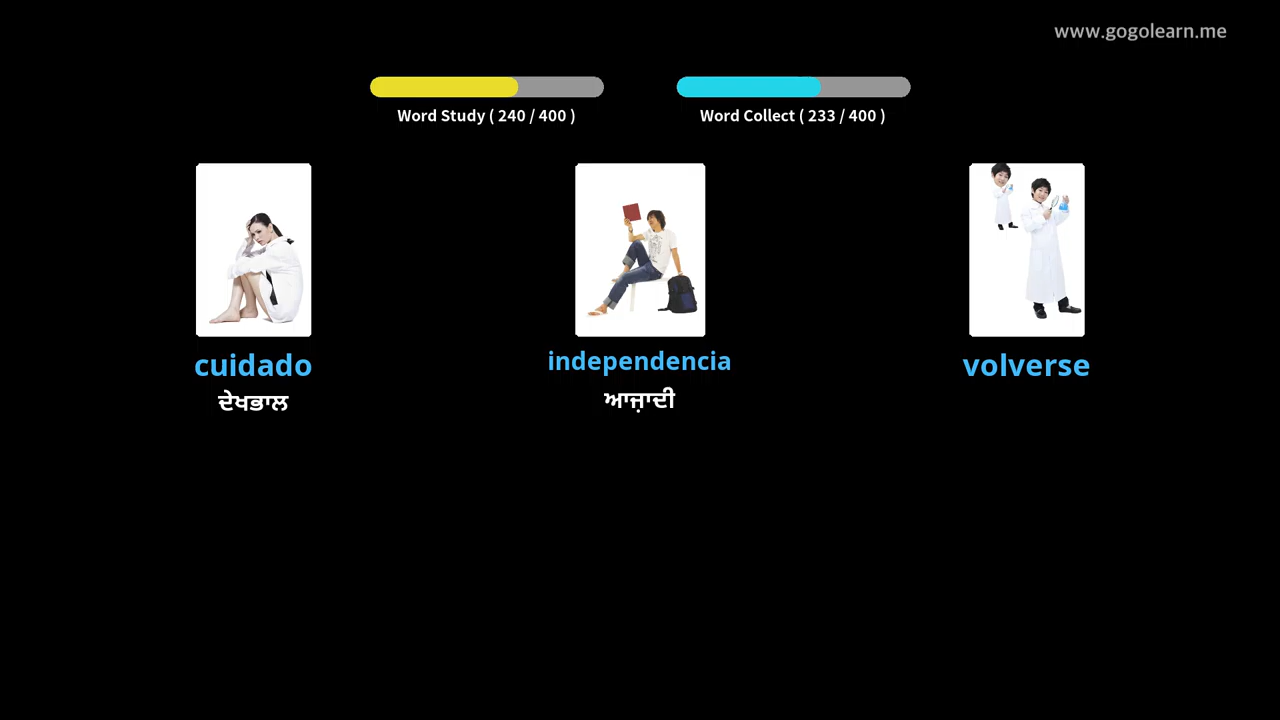 www.gogolearn.me
Word Study ( 240 / 400 )
Word Collect ( 233 / 400 )
cuidado
independencia
volverse
ਦੇਖਭਾਲ
ਆਜ਼ਾਦੀ